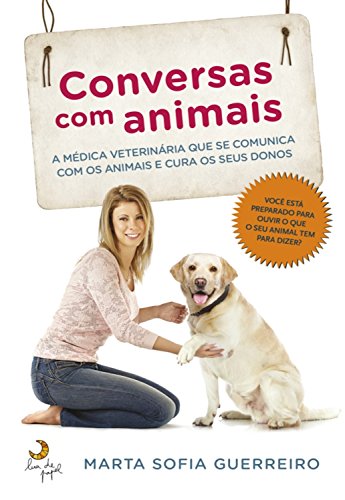 Conversas
com animais
A MÉDICA VETERINÁRIA QUE SE COMUNICA
COM OS ANIMAIS E CURA OS SEUS DONOS
VOCÊ ESTÁ
PREPARADO PARA
OUVIR O QUE
O SEU ANIMAL TEM
PARA DIZER?
lua de
papel
MARTA SOFIA GUERREIRO